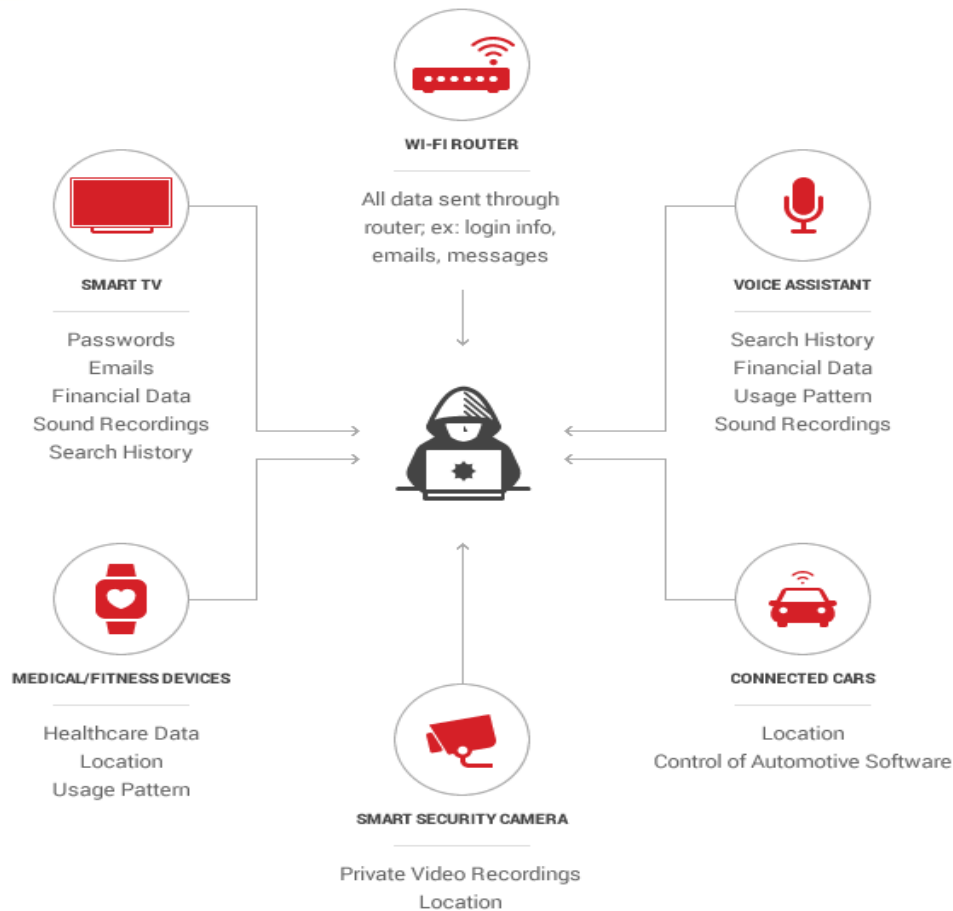 WI-FI ROUTER
All data sent through
router; ex: login info,
emails, messages
SMART TV
Passwords
Emails
Financial Data
Sound Recordings
Search History
VOICE ASSISTANT
Search History
Financial Data
Usage Pattern
Sound Recordings
MEDICAL/FITNESS DEVICES
Healthcare Data
Location
Usage Pattern
CONNECTED CARS
Location
Control of Automotive Software
SMART SECURITY CAMERA
Private Video Recordings
Location